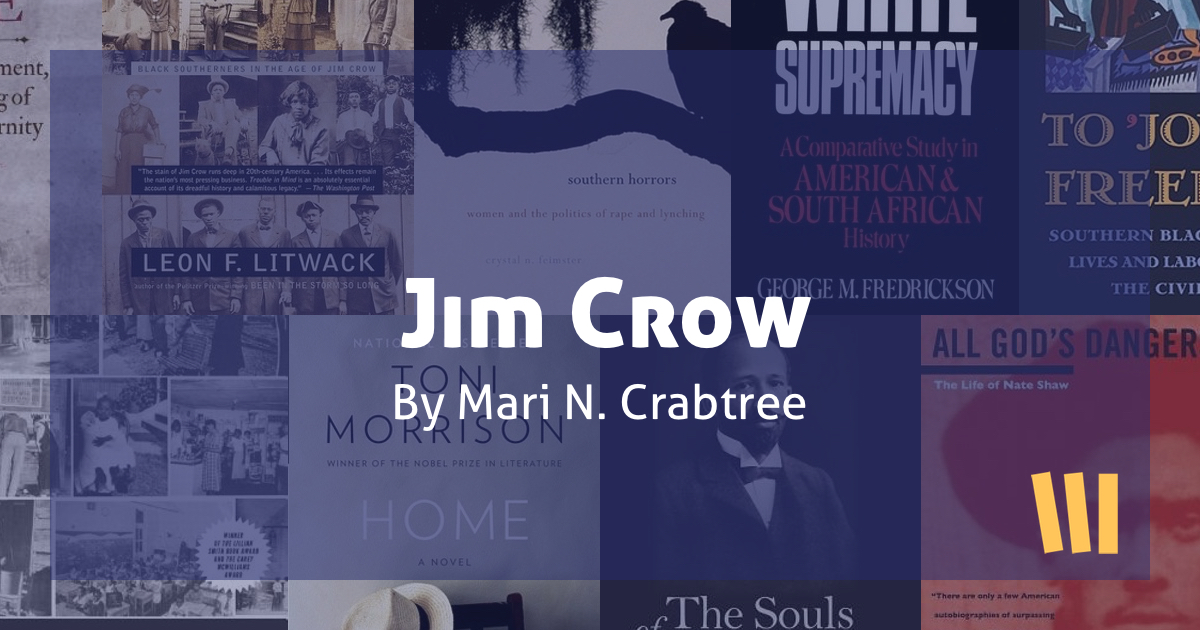 E
ment,
g of
rnity
BLACK SOUTHERNERS IN THE AGE OF JIM CROW
"The stain of Jim Crow runs deep in 20th-century America. . . . Its effects remain
the nation's most pressing business. Trouble in Mind is an absolutely essential
account of its dreadful history and calamitous legacy." — The Washington Post
LEON F. LITWACK
author of the Pulitzer Prize-winning BEEN IN THE STORM SO LONG
southern horrors
women and the politics of rape and lynching
crystal n. feimster
WHITE
SUPREMACY
A Comparative Study in
AMERICAN &
SOUTH AFRICAN
History
GEORGE M. FREDRICKSON
TO 'JO
FREE
SOUTHERN BLAC
LIVES AND LABO
THE CIVI
Jim Crow
By Mari N. Crabtree
WINNER
OF THE LILLIAN
SMITH BOOK AWARD
AND THE CAREY
MCWILLIAMS
AWARD
TONI
MORRISON
WINNER OF THE NOBEL PRIZE IN LITERATURE
HOME
A NOVEL
of The Souls
ALL GOD'S DANGER
The Life of Nate Shaw
"There are only a few American
autobiographies of surpassing